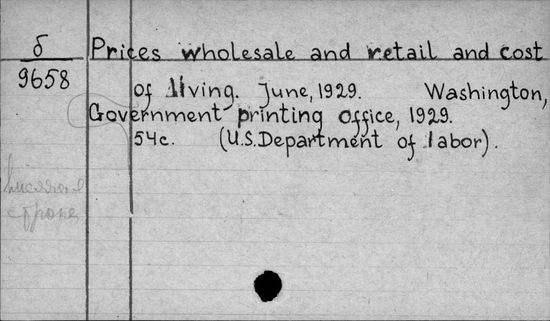 б
9658
Prices wholesale and retail and cost
of living. June, 1929. Washington,
Government printing office, 1929.
54c. (U.S.Department of labor).